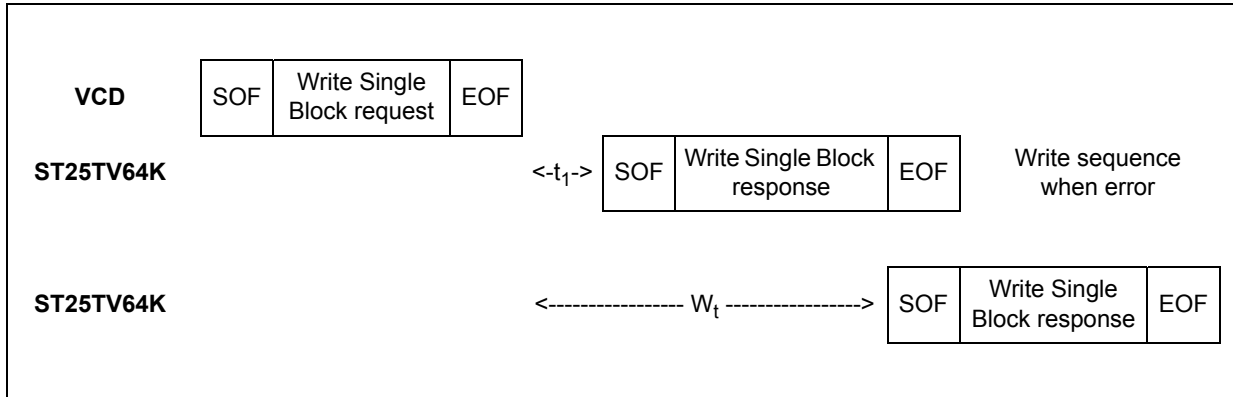 VCD SOF Write Single Block request EOF
ST25TV64K <-t1-> SOF Write Single Block response EOF Write sequence when error
ST25TV64K <----------------- Wt ----------------> SOF Write Single Block response EOF